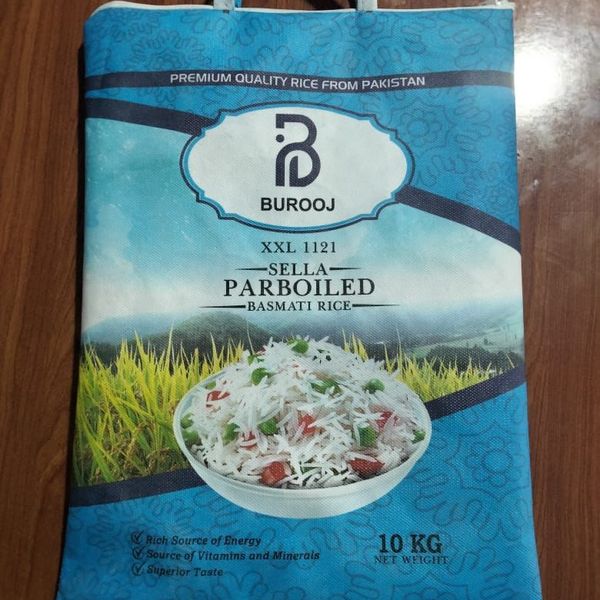 PREMIUM QUALITY RICE FROM PAKISTAN
BUROOJ
XXL 1121
SELLA
PARBOILED
BASMATI RICE
Rich Source of Energy
Source of Vitamins and Minerals
Superior Taste
10 KG
NET WEIGHT